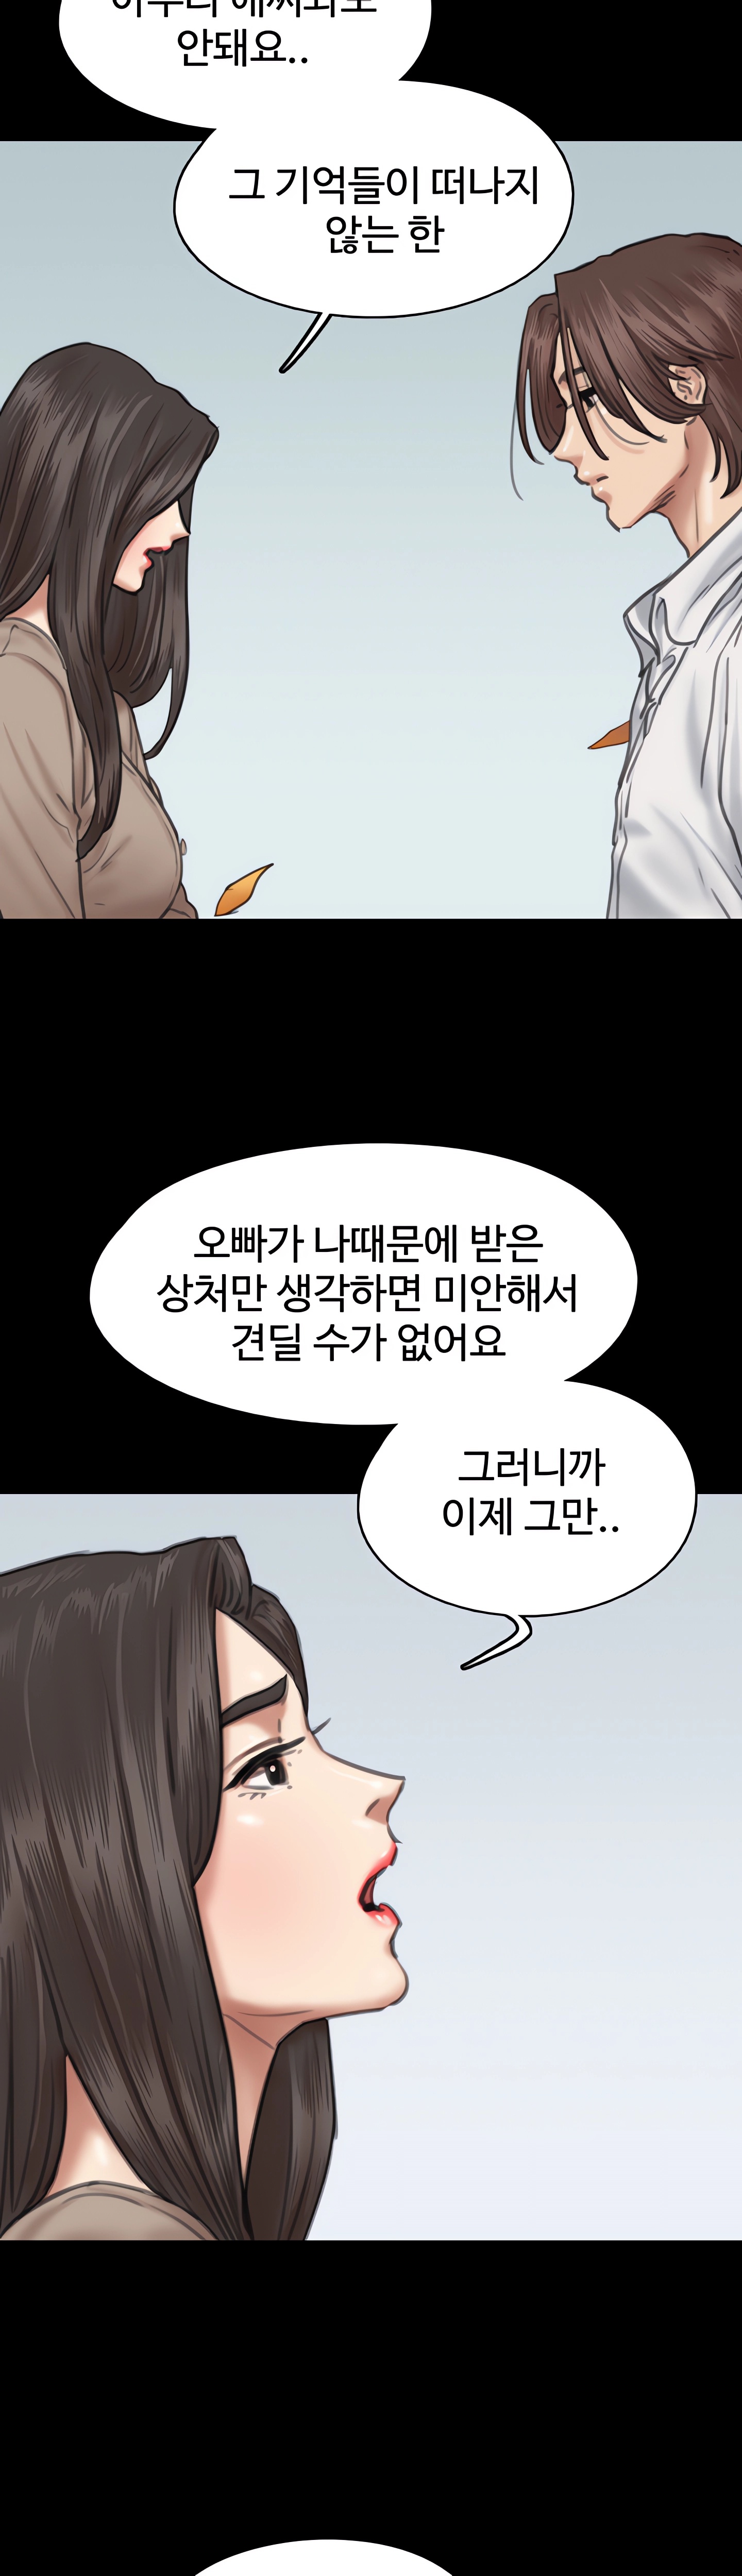 안돼요..
그 기억들이 떠나지
않는 한
오빠가 나때문에 받은
상처만 생각하면 미안해서
견딜 수가 없어요
그러니까
이제 그만..